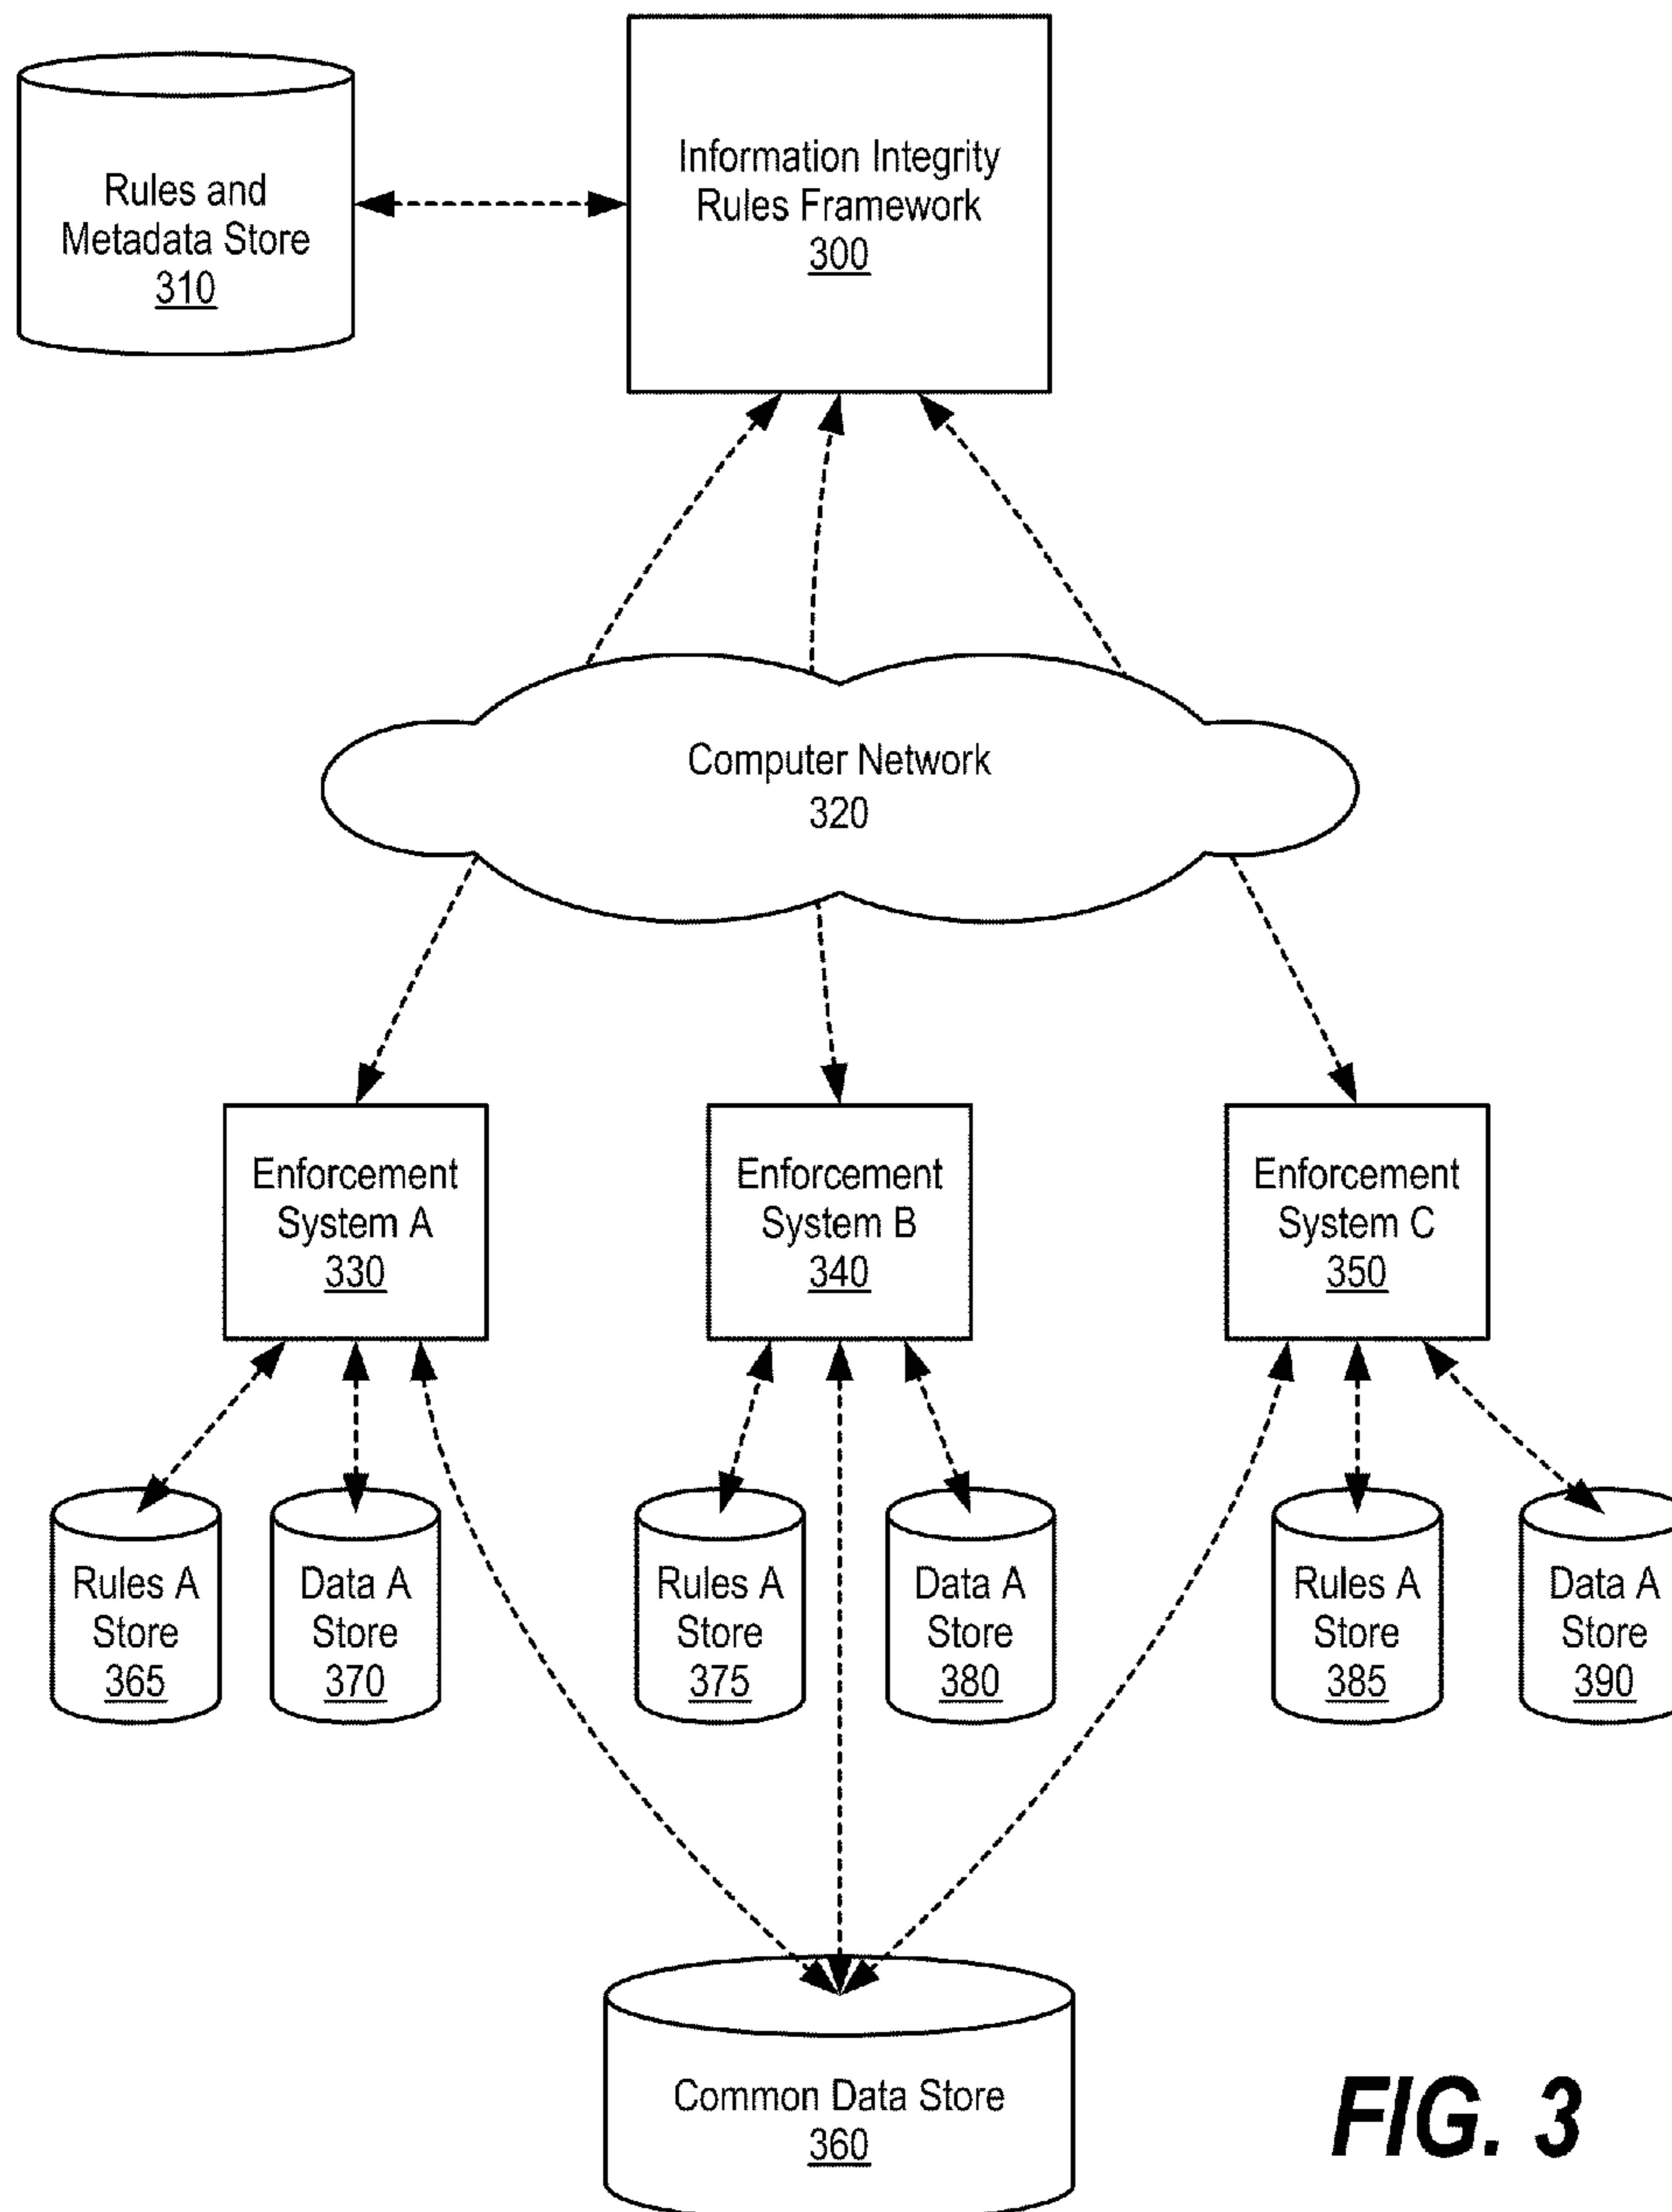 Information Integrity
Rules Framework
300
Rules and
Metadata Store
310
Computer Network
320
Enforcement
System A
330
Enforcement
System B
340
Enforcement
System C
350
Rules A
Store
365
Data A
Store
370
Rules A
Store
375
Data A
Store
380
Rules A
Store
385
Data A
Store
390
Common Data Store
360
FIG. 3